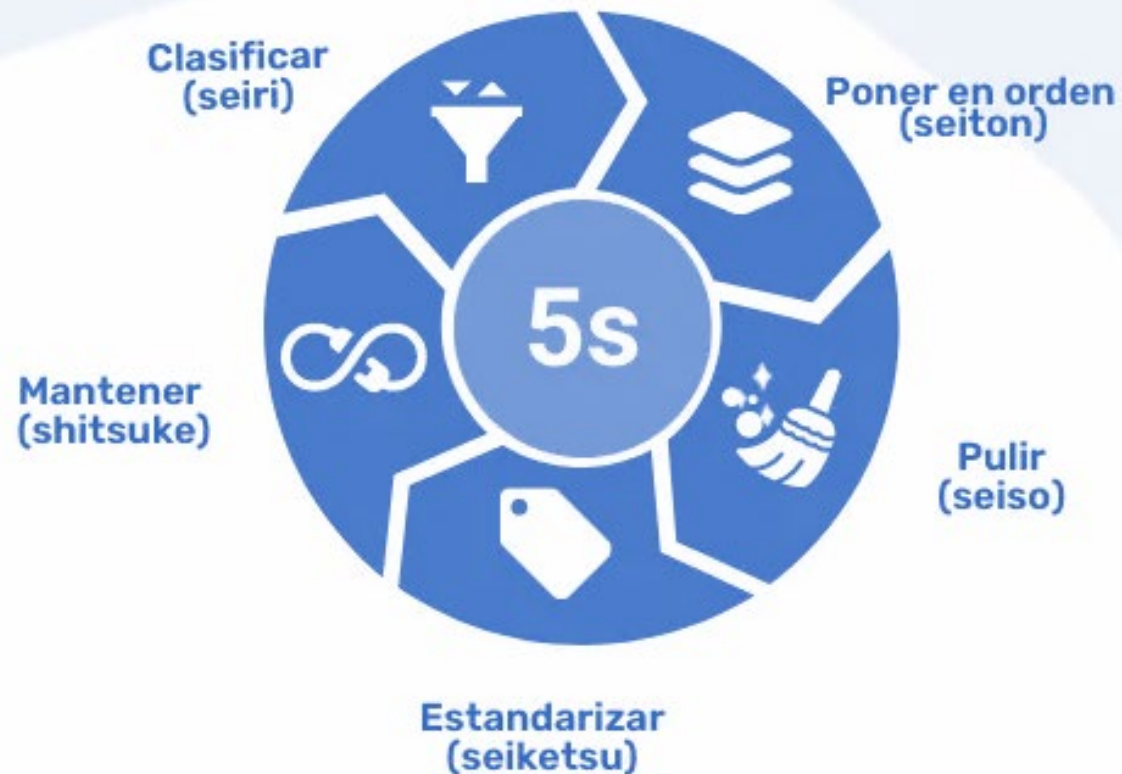 Clasificar
(seiri)
Poner en orden
(seiton)
5s
Mantener
(shitsuke)
Pulir
(seiso)
Estandarizar
(seiketsu)